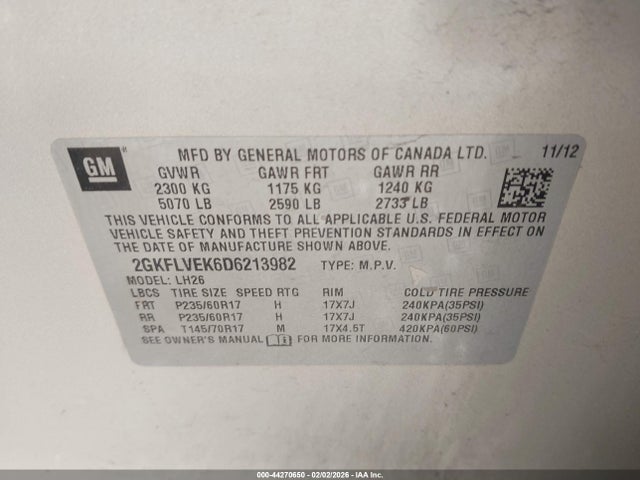 GM
MFD BY GENERAL MOTORS OF CANADA LTD. 11/12
GVWR GAWR FRT GAWR RR
2300 KG 1175 KG 1240 KG
5070 LB 2590 LB 2733 LB
THIS VEHICLE CONFORMS TO ALL APPLICABLE U.S. FEDERAL MOTOR
VEHICLE SAFETY AND THEFT PREVENTION STANDARDS IN EFFECT ON
THE DATE OF MANUFACTURE SHOWN ABOVE.
2GKFLVEK6D6213982 TYPE: M.P.V.
MODEL: LH26
LBCS TIRE SIZE SPEED RTG RIM COLD TIRE PRESSURE
FRT P235/60R17 H 17X7J 240KPA(35PSI)
RR P235/60R17 H 17X7J 240KPA(35PSI)
SPA T145/70R17 M 17X4.5T 420KPA(60PSI)
SEE OWNER'S MANUAL FOR MORE INFORMATION.
000-44270650 - 02/02/2026 - IAAI.COM